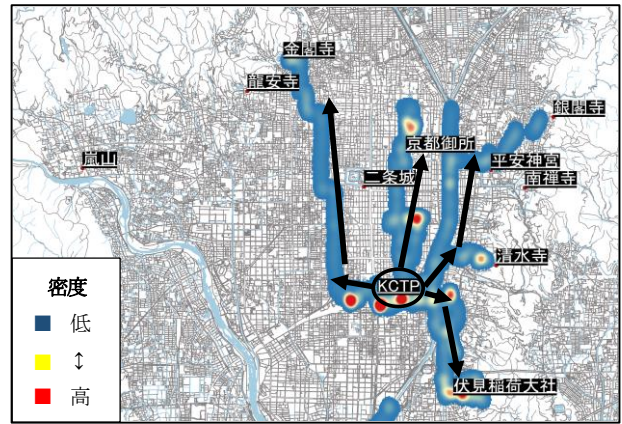 金閣寺
龍安寺
銀閣寺
京都御所
嵐山
平安神宮
二条城
南禅寺
清水寺
KCTP
密度
低
↕
高
伏見稲荷大社